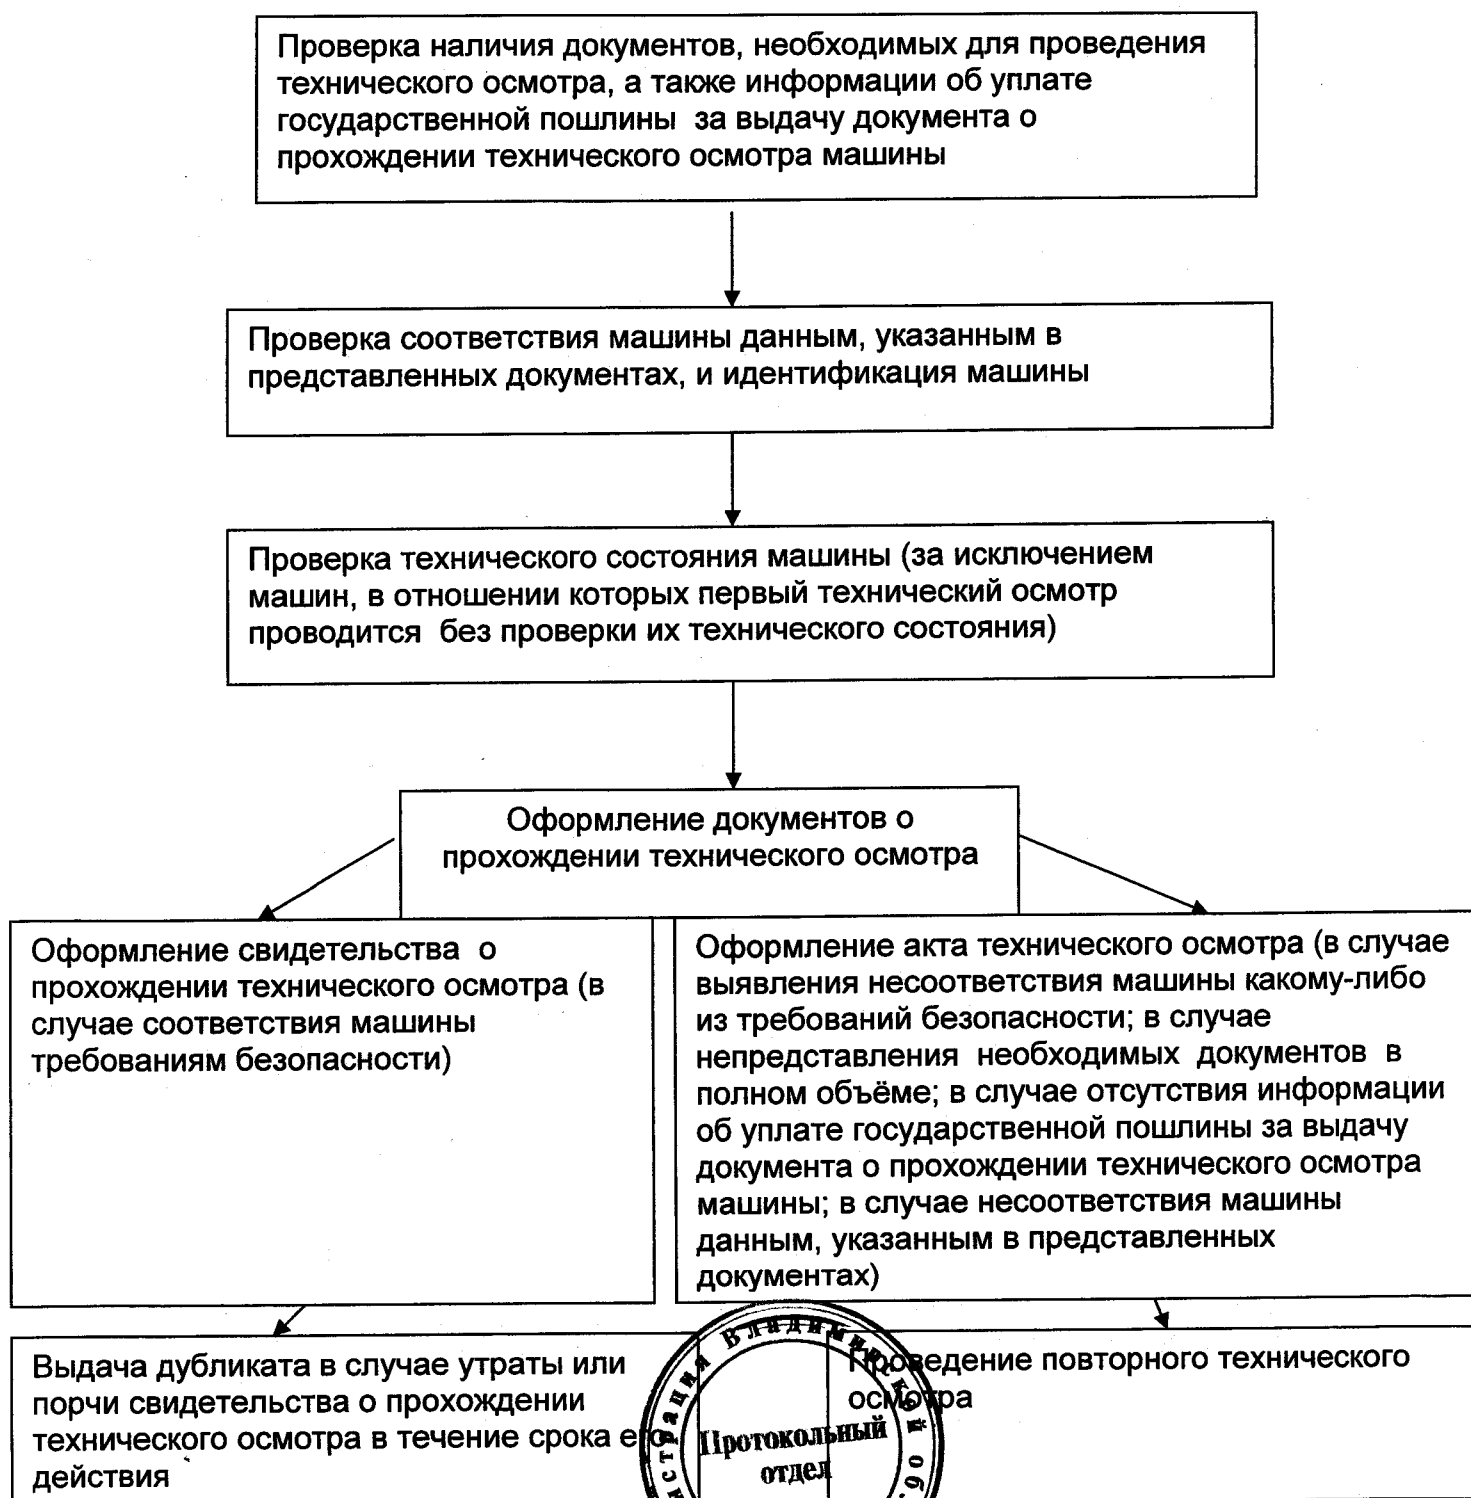 Проверка наличия документов, необходимых для проведения
технического осмотра, а также информации об уплате
государственной пошлины за выдачу документа о
прохождении технического осмотра машины
Проверка соответствия машины данным, указанным в
представленных документах, и идентификация машины
Проверка технического состояния машины (за исключением
машин, в отношении которых первый технический осмотр
проводится без проверки их технического состояния)
Оформление документов о
прохождении технического осмотра
Оформление свидетельства о
прохождении технического осмотра (в
случае соответствия машины
требованиям безопасности)
Оформление акта технического осмотра (в случае
выявления несоответствия машины какому-либо
из требований безопасности; в случае
непредставления необходимых документов в
полном объёме; в случае отсутствия информации
об уплате государственной пошлины за выдачу
документа о прохождении технического осмотра
машины; в случае несоответствия машины
данным, указанным в представленных
документах)
Выдача дубликата в случае утраты или
порчи свидетельства о прохождении
технического осмотра в течение срока его
действия
Проведение повторного технического
осмотра
Владимирской
Протокольный
отдел